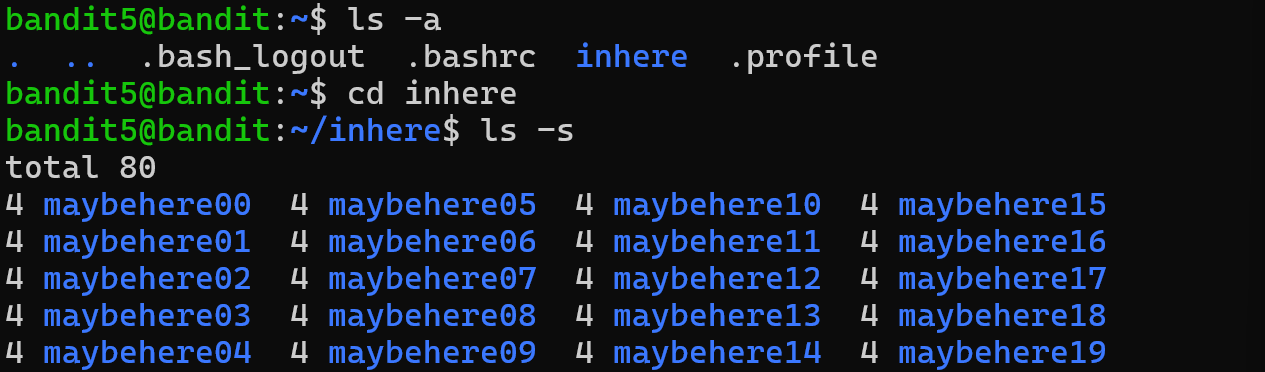 bandit5@bandit:~$ ls -a
.  ..  .bash_logout  .bashrc  inhere  .profile
bandit5@bandit:~$ cd inhere
bandit5@bandit:~/inhere$ ls -s
total 80
4 maybehere00  4 maybehere05  4 maybehere10  4 maybehere15
4 maybehere01  4 maybehere06  4 maybehere11  4 maybehere16
4 maybehere02  4 maybehere07  4 maybehere12  4 maybehere17
4 maybehere03  4 maybehere08  4 maybehere13  4 maybehere18
4 maybehere04  4 maybehere09  4 maybehere14  4 maybehere19